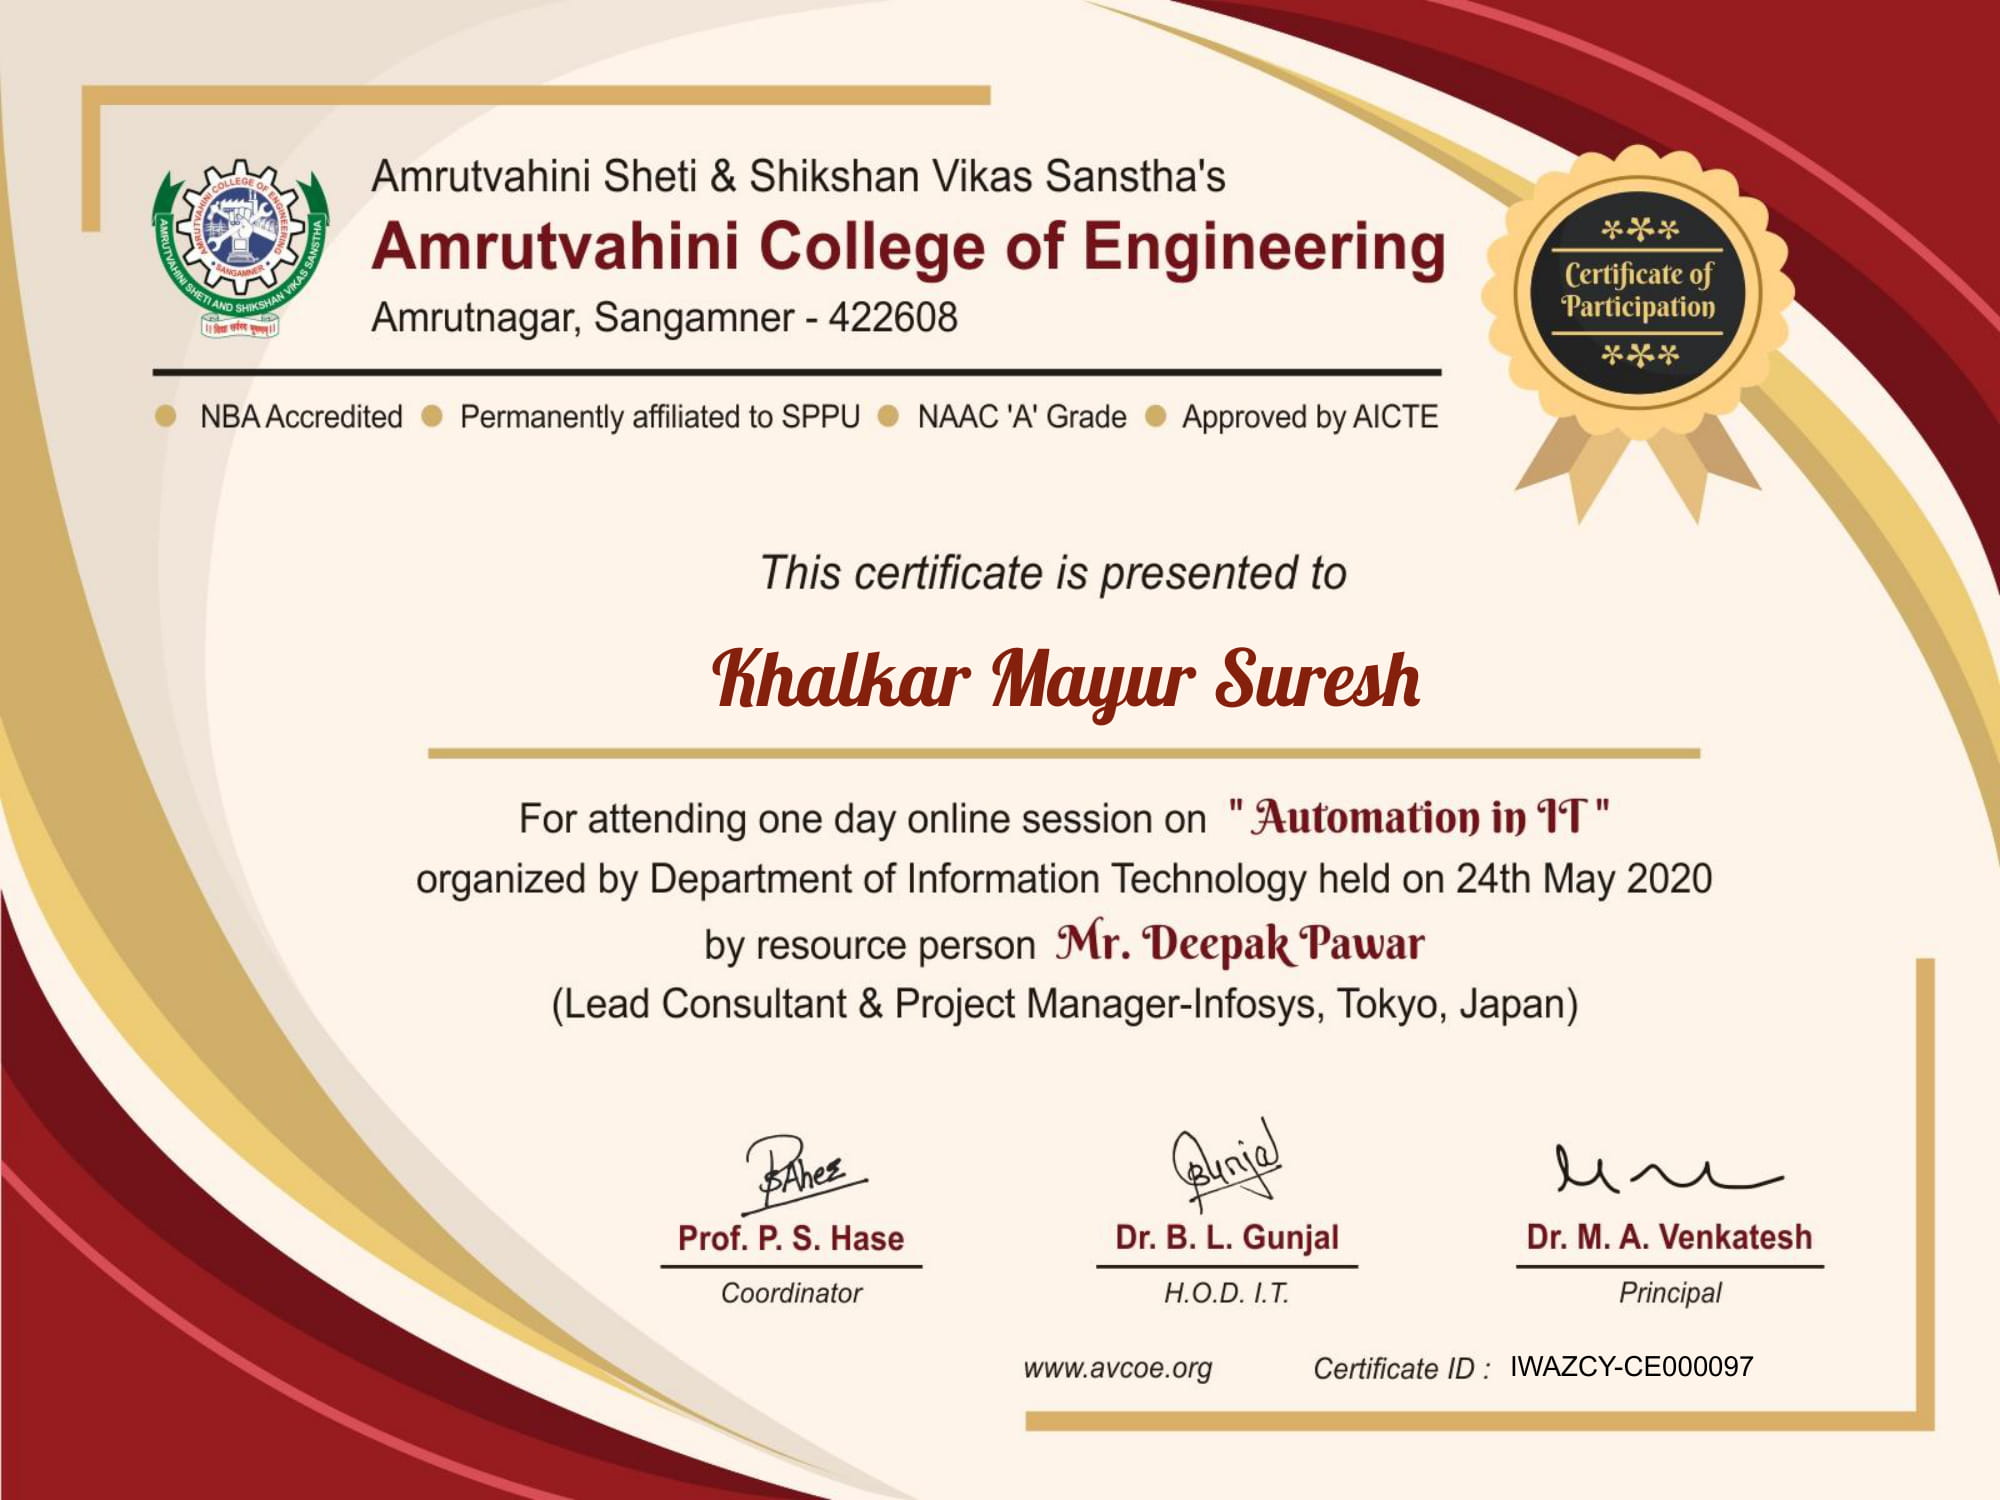 Amrutvahini Sheti & Shikshan Vikas Sanstha's
Amrutvahini College of Engineering
Amrutnagar, Sangamner - 422608
AMRUTVAHINI COLLEGE OF ENGINEERING
SANGAMNER
AMRUTVAHINI SHETI AND SHIKSHAN VIKAS SANSTHA
Certificate of
Participation
NBA Accredited
Permanently affiliated to SPPU
NAAC 'A' Grade
Approved by AICTE
This certificate is presented to
Khalkar Mayur Suresh
For attending one day online session on " Automation in IT "
organized by Department of Information Technology held on 24th May 2020
by resource person Mr. Deepak Pawar
(Lead Consultant & Project Manager-Infosys, Tokyo, Japan)
Gunjal
Prof. P. S. Hase
Coordinator
Dr. B. L. Gunjal
H.O.D. I.T.
Dr. M. A. Venkatesh
Principal
www.avcoe.org
Certificate ID : IWAZCY-CE000097